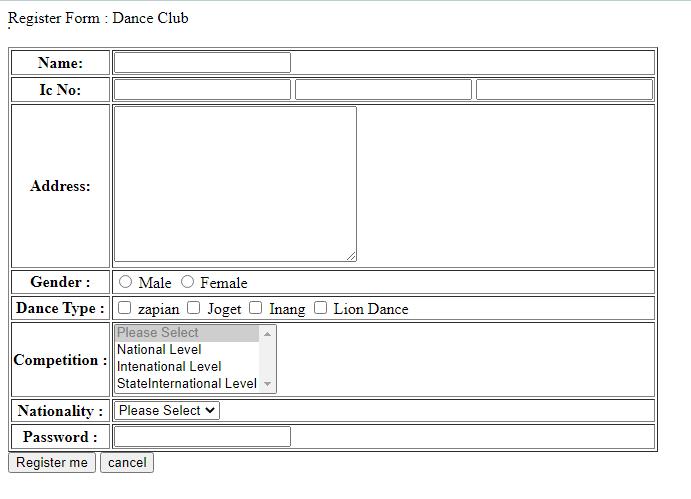 Register Form : Dance Club
Name:
Ic No:
Address:
Gender : Male Female
Dance Type : zapian Joget Inang Lion Dance
Competition : Please Select
National Level
Intenational Level
StateInternational Level
Nationality : Please Select
Password :
Register me cancel